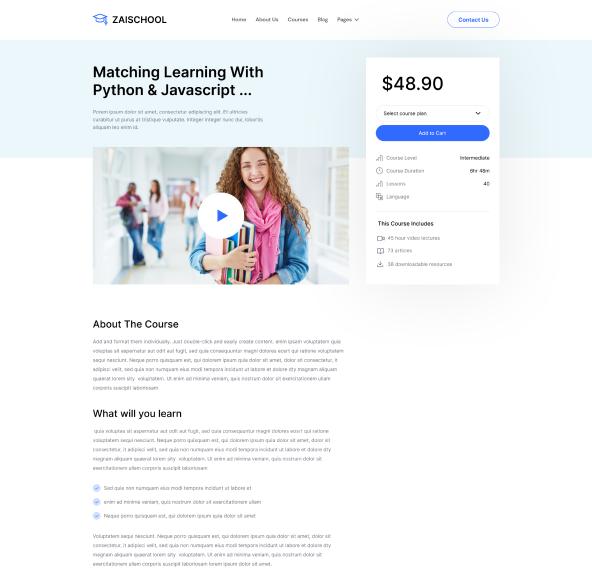 ZAISCHOOL
Home About Us Courses Blog Pages
Contact Us
Matching Learning With
Python & Javascript ...
Porem ipsum dolor sit amet, consectetur adipiscing elit. Et ultricies
curabitur ut purus at tristique vulputate. Integer integer nunc dui, lobortis
aliquam leo enim id.
$48.90
Select course plan
Add to Cart
Course Level Intermediate
Course Duration 6hr 48m
Lessons 40
Language
This Course Includes
45 hour video lectures
73 articles
38 downloadable resources
About The Course
Add and format them individually. Just double-click and easily create content. enim ipsam voluptatem quia
voluptas sit aspernatur aut odit aut fugit, sed quia consequuntur magni dolores eosrt qui ratione voluptatem
sequi nesciunt. Neque porro quisquam est, qui dolorem ipsum quia dolor sit amet, dolor sit consectetur, it
adipisci velit, sed quia non numquam eius modi tempora incidunt ut labore et dolore dty magnam aliquam
quaerat lorem sity voluptatem. Ut enim ad minima veniam, quis nostrum dolor sit exercitationem ullam
corporis suscipit laboriosam
What will you learn
quia voluptas sit aspernatur aut odit aut fugit, sed quia consequuntur magni dolores eosrt qui ratione
voluptatem sequi nesciunt. Neque porro quisquam est, qui dolorem ipsum quia dolor sit amet, dolor sit
consectetur, it adipisci velit, sed quia non numquam eius modi tempora incidunt ut labore et dolore dty
magnam aliquam quaerat lorem sity voluptatem. Ut enim ad minima veniam, quis nostrum dolor sit
exercitationem ullam corporis suscipit laboriosam
Sed quia non numquam eius modi tempora incidunt ut labore et
enim ad minima veniam, quis nostrum dolor sit exercitationem ullam
Neque porro quisquam est, qui dolorem ipsum quia dolor sit amet
Voluptatem sequi nesciunt. Neque porro quisquam est, qui dolorem ipsum quia dolor sit amet, dolor sit
consectetur, it adipisci velit, sed quia non numquam eius modi tempora incidunt ut labore et dolore dty
magnam aliquam quaerat lorem sity voluptatem. Ut enim ad minima veniam, quis nostrum dolor sit
exercitationem ullam corporis suscipit dolor sit amet.